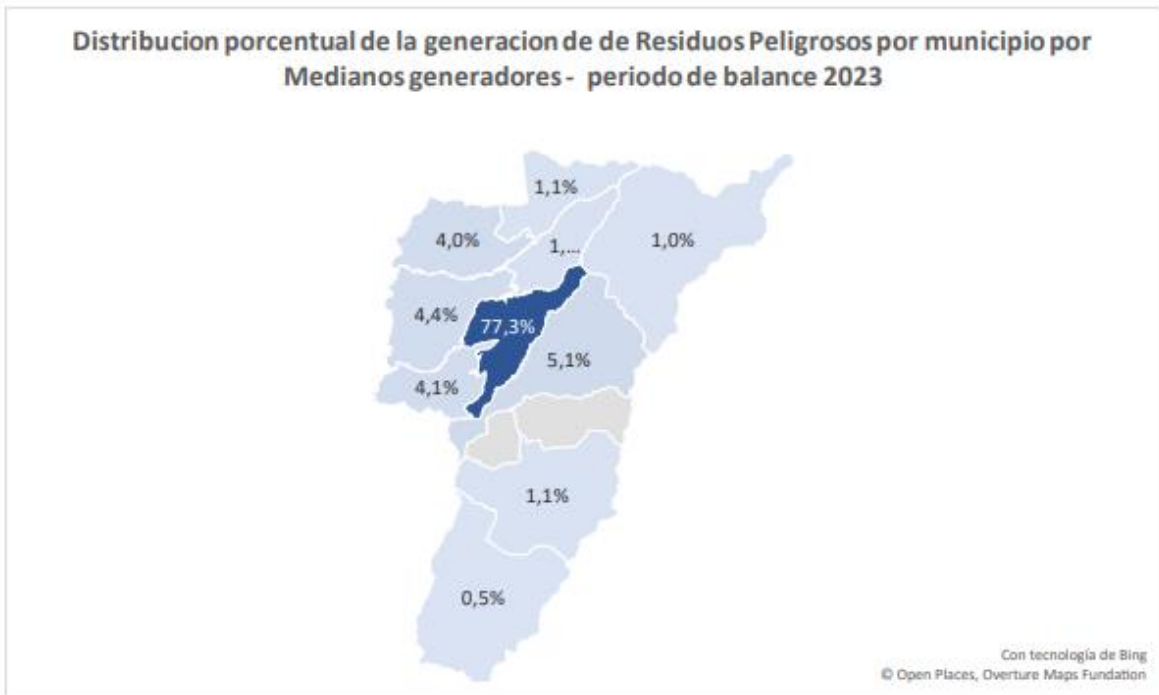 Distribucion porcentual de la generacion de de Residuos Peligrosos por municipio por
Medianos generadores - periodo de balance 2023
1,1%
4,0%
1,...
1,0%
4,4%
77,3%
5,1%
4,1%
1,1%
0,5%
Con tecnología de Bing
© Open Places, Overture Maps Fundation